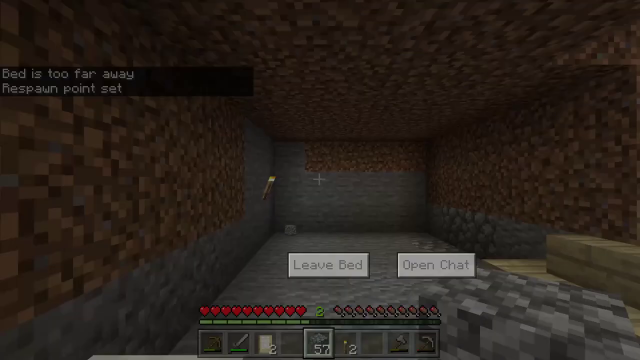 Bed is too far away
Respawn point set
Leave Bed
Open Chat
2
2
57
2